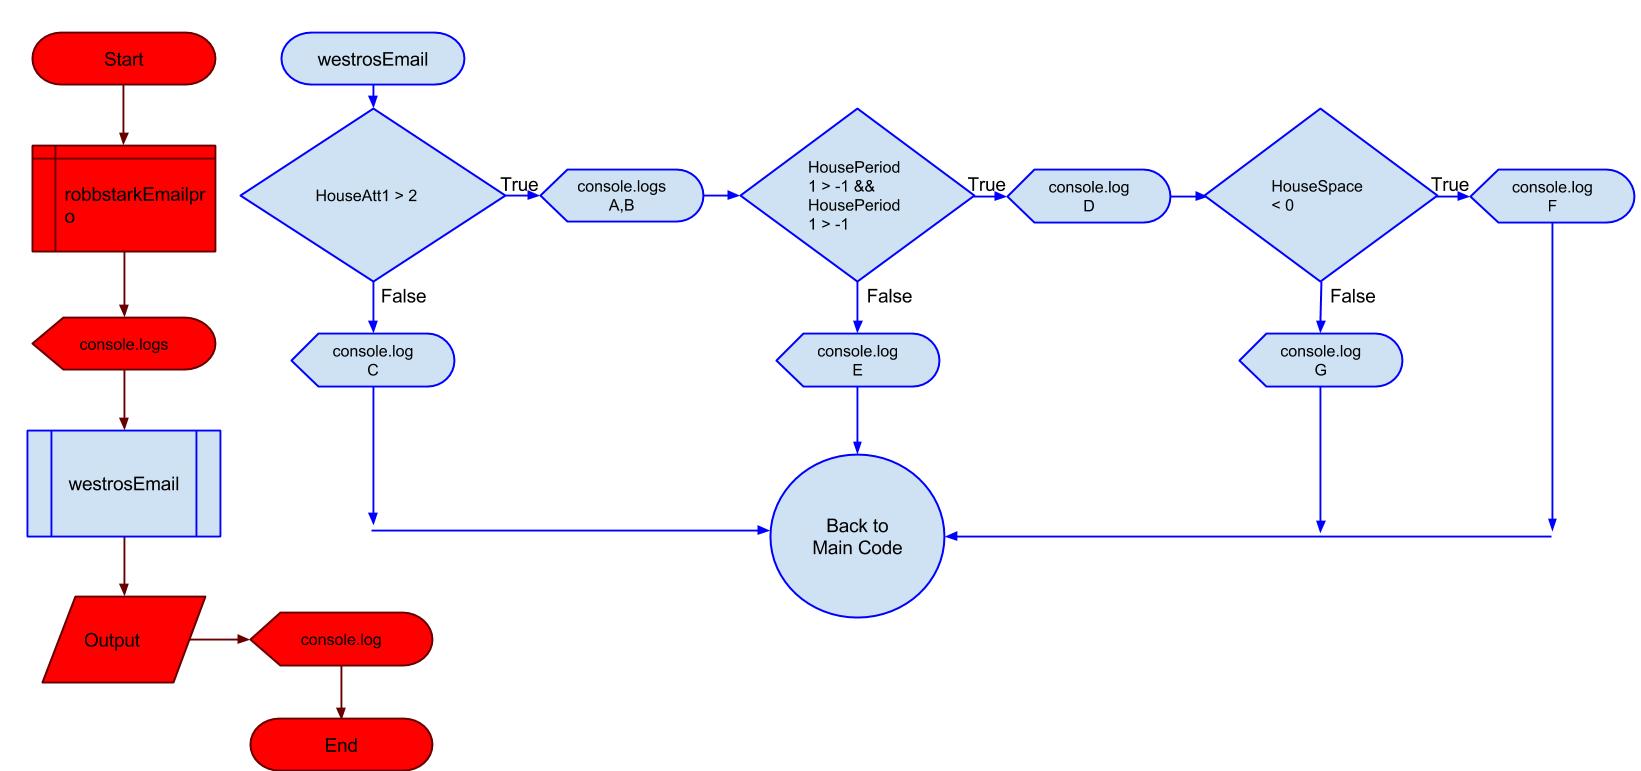 Start
robbstarkEmailpr
o
console.logs
westrosEmail
Output
console.log
End
westrosEmail
HouseAtt1 > 2
True
False
console.logs
A,B
console.log
C
HousePeriod
1 > -1 &&
HousePeriod
1 > -1
True
False
console.log
D
console.log
E
HouseSpace
< 0
True
False
console.log
F
console.log
G
Back to
Main Code